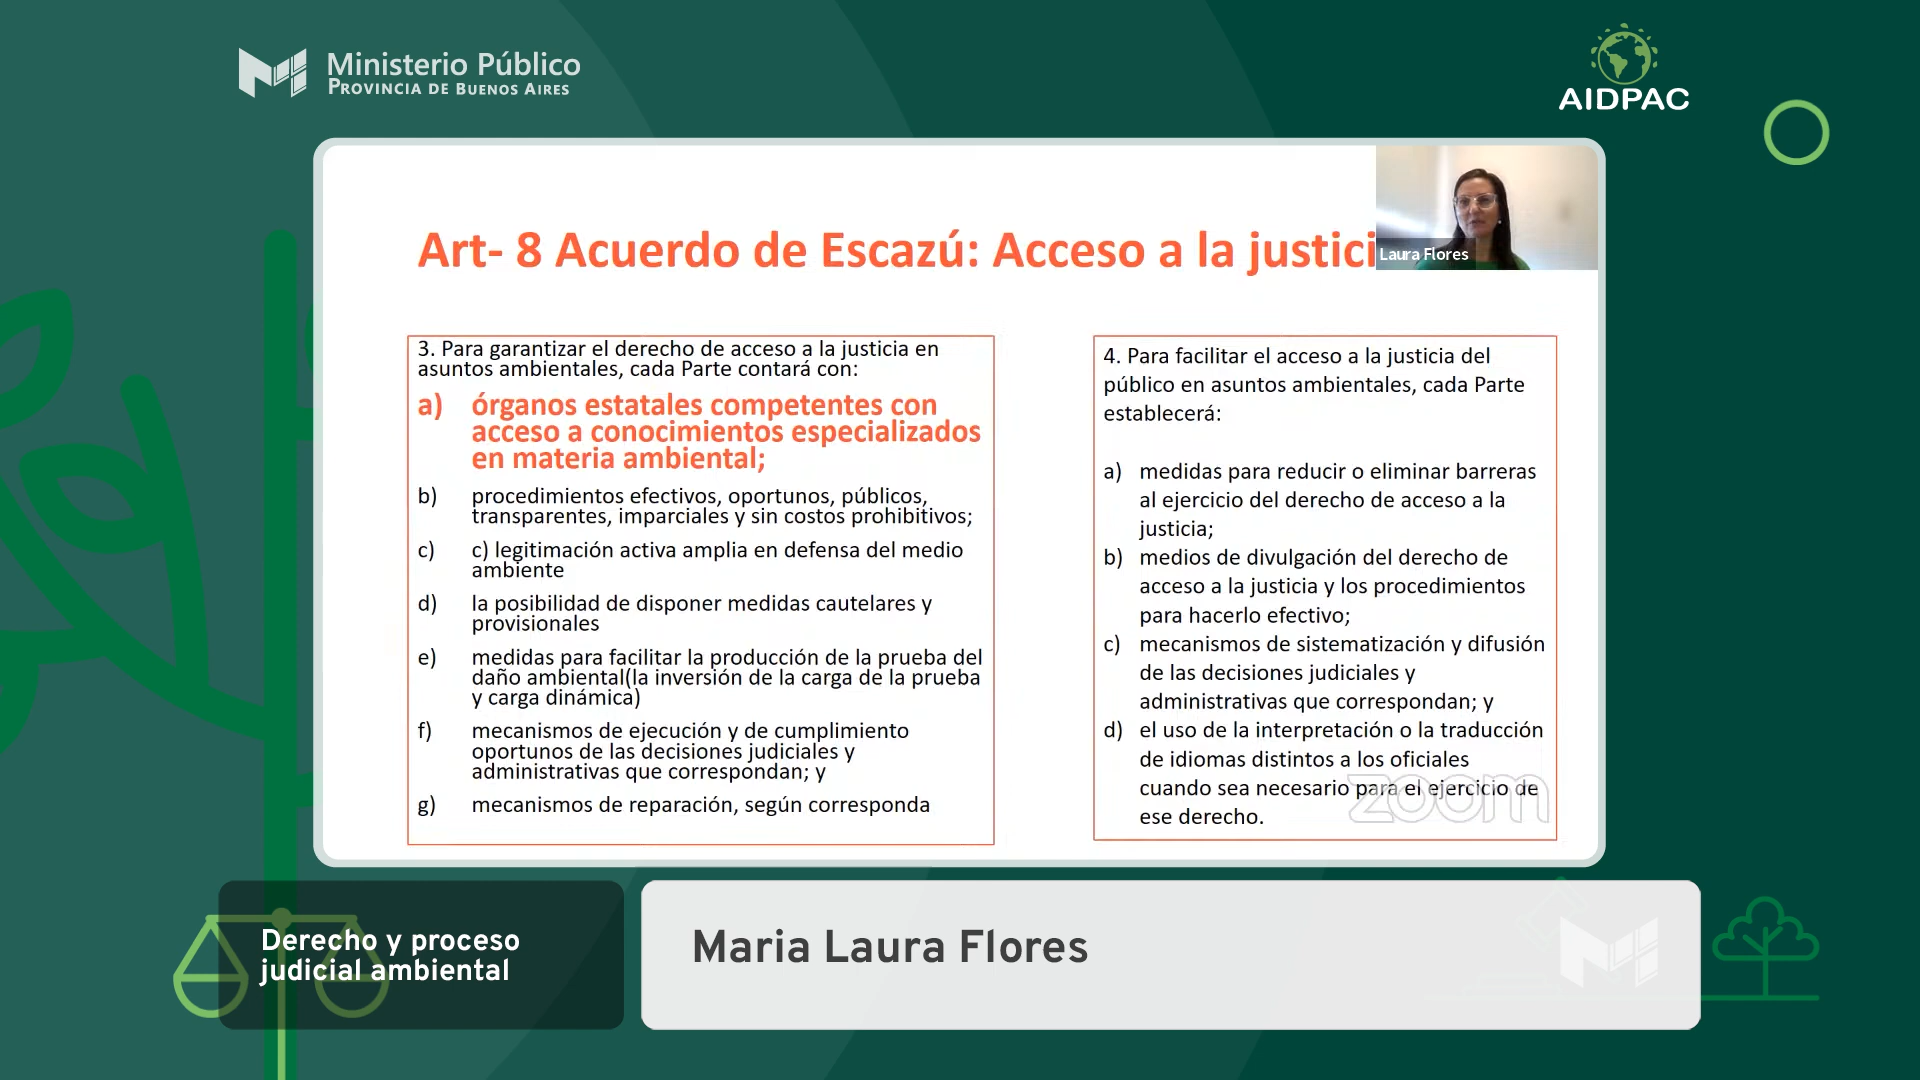 Ministerio Público
PROVINCIA DE BUENOS AIRES
AIDPAC
Art- 8 Acuerdo de Escazú: Acceso a la justici
Laura Flores
3. Para garantizar el derecho de acceso a la justicia en
asuntos ambientales, cada Parte contará con:
a) órganos estatales competentes con
acceso a conocimientos especializados
en materia ambiental;
b) procedimientos efectivos, oportunos, públicos,
transparentes, imparciales y sin costos prohibitivos;
c) c) legitimación activa amplia en defensa del medio
ambiente
d) la posibilidad de disponer medidas cautelares y
provisionales
e) medidas para facilitar la producción de la prueba del
daño ambiental(la inversión de la carga de la prueba
y carga dinámica)
f) mecanismos de ejecución y de cumplimiento
oportunos de las decisiones judiciales y
administrativas que correspondan; y
g) mecanismos de reparación, según corresponda
4. Para facilitar el acceso a la justicia del
público en asuntos ambientales, cada Parte
establecerá:
a) medidas para reducir o eliminar barreras
al ejercicio del derecho de acceso a la
justicia;
b) medios de divulgación del derecho de
acceso a la justicia y los procedimientos
para hacerlo efectivo;
c) mecanismos de sistematización y difusión
de las decisiones judiciales y
administrativas que correspondan; y
d) el uso de la interpretación o la traducción
de idiomas distintos a los oficiales
cuando sea necesario para el ejercicio de
ese derecho.
zoom
Derecho y proceso
judicial ambiental
Maria Laura Flores